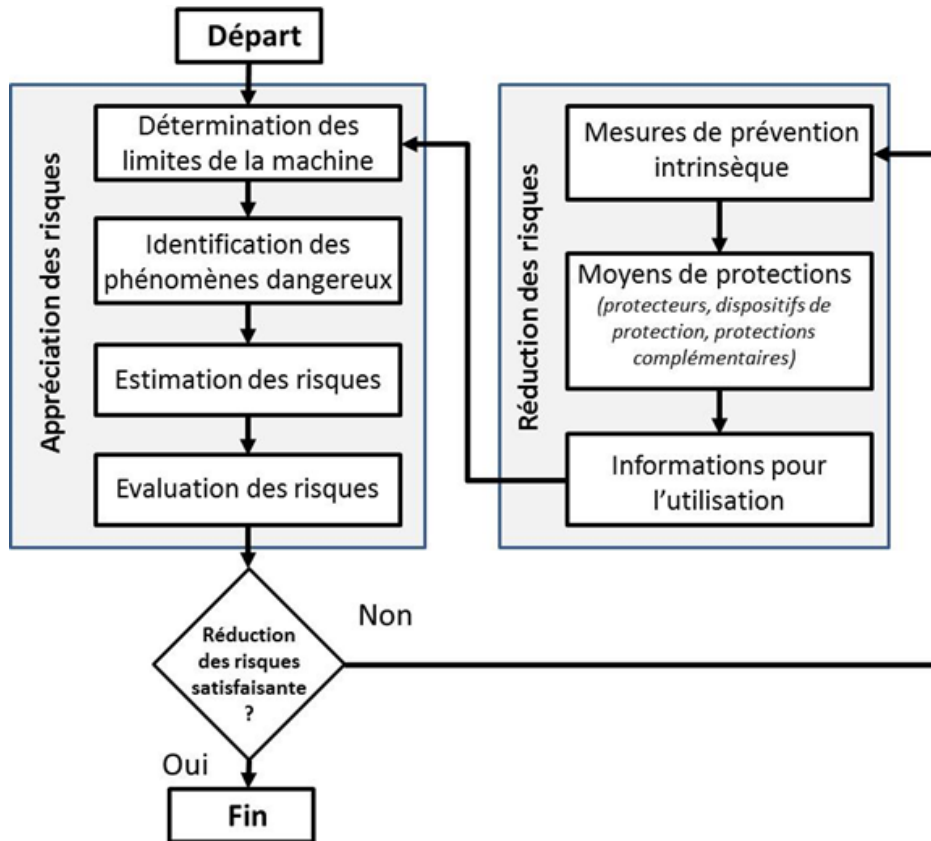 Départ
Appréciation des risques
Détermination des
limites de la machine
Identification des
phénomènes dangereux
Estimation des risques
Evaluation des risques
Réduction
des risques
satisfaisante
?
Non
Oui
Fin
Réduction des risques
Mesures de prévention
intrinsèque
Moyens de protections
(protecteurs, dispositifs de
protection, protections
complémentaires)
Informations pour
l’utilisation